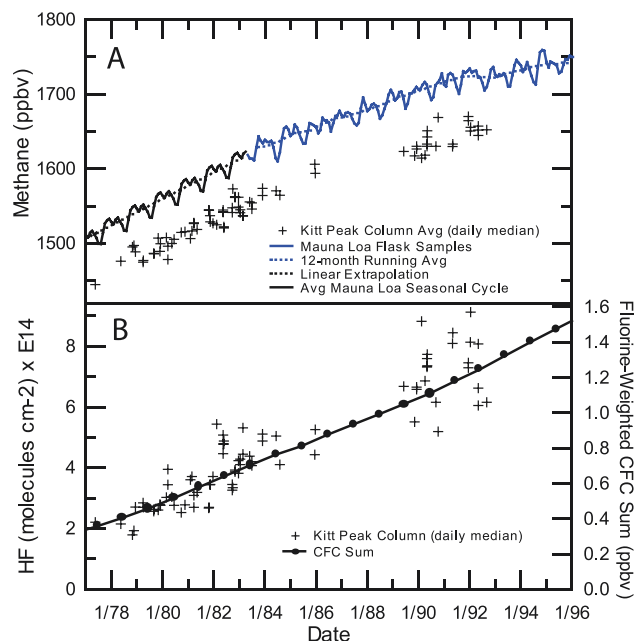 1800
A
1700
1600
1500
Methane (ppbv)
Kitt Peak Column Avg (daily median)
Mauna Loa Flask Samples
12-month Running Avg
Linear Extrapolation
Avg Mauna Loa Seasonal Cycle
B
8
6
4
2
0
HF (molecules cm-2) x E14
1.6
1.4
1.2
1.0
0.8
0.6
0.4
0.2
0.0
Fluorine-Weighted
CFC Sum (ppbv)
Kitt Peak Column (daily median)
CFC Sum
1/78 1/80 1/82 1/84 1/86 1/88 1/90 1/92 1/94 1/96
Date